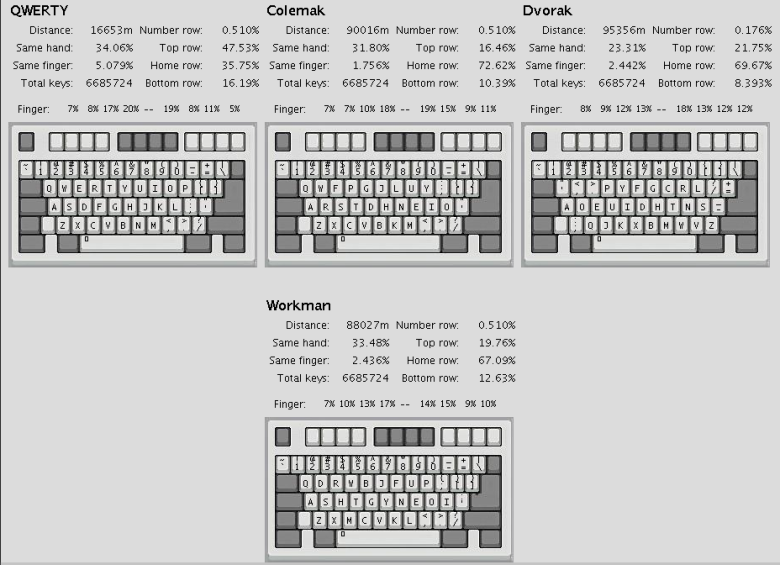 QWERTY
Distance: 16653m Number row: 0.510%
Same hand: 34.06% Top row: 47.53%
Same finger: 5.079% Home row: 35.75%
Total keys: 6685724 Bottom row: 16.19%
Finger: 7% 8% 17% 20% -- 19% 8% 11% 5%
~ 1 2 3 4 5 6 7 8 9 0 - = \
Q W E R T Y U I O P { }
A S D F G H J K L ; '
Z X C V B N M < > ?
Colemak
Distance: 90016m Number row: 0.510%
Same hand: 31.80% Top row: 16.46%
Same finger: 1.756% Home row: 72.62%
Total keys: 6685724 Bottom row: 10.39%
Finger: 7% 7% 10% 18% -- 19% 15% 9% 11%
~ 1 2 3 4 5 6 7 8 9 0 - = \
Q W F P G J L U Y ; [ ]
A R S T D H N E I O '
Z X C V B K M < > ?
Dvorak
Distance: 95356m Number row: 0.176%
Same hand: 23.31% Top row: 21.75%
Same finger: 2.442% Home row: 69.67%
Total keys: 6685724 Bottom row: 8.393%
Finger: 8% 9% 12% 13% -- 18% 13% 12% 12%
~ 1 2 3 4 5 6 7 8 9 0 [ ] \
' < > P Y F G C R L / =
A O E U I D H T N S -
; Q J K X B M W V Z
Workman
Distance: 88027m Number row: 0.510%
Same hand: 33.48% Top row: 19.76%
Same finger: 2.436% Home row: 67.09%
Total keys: 6685724 Bottom row: 12.63%
Finger: 7% 10% 13% 17% -- 14% 15% 9% 10%
~ 1 2 3 4 5 6 7 8 9 0 - = \
Q D R W B J F U P ; [ ]
A S H T G Y N E O I '
Z X M C V K L < > ?